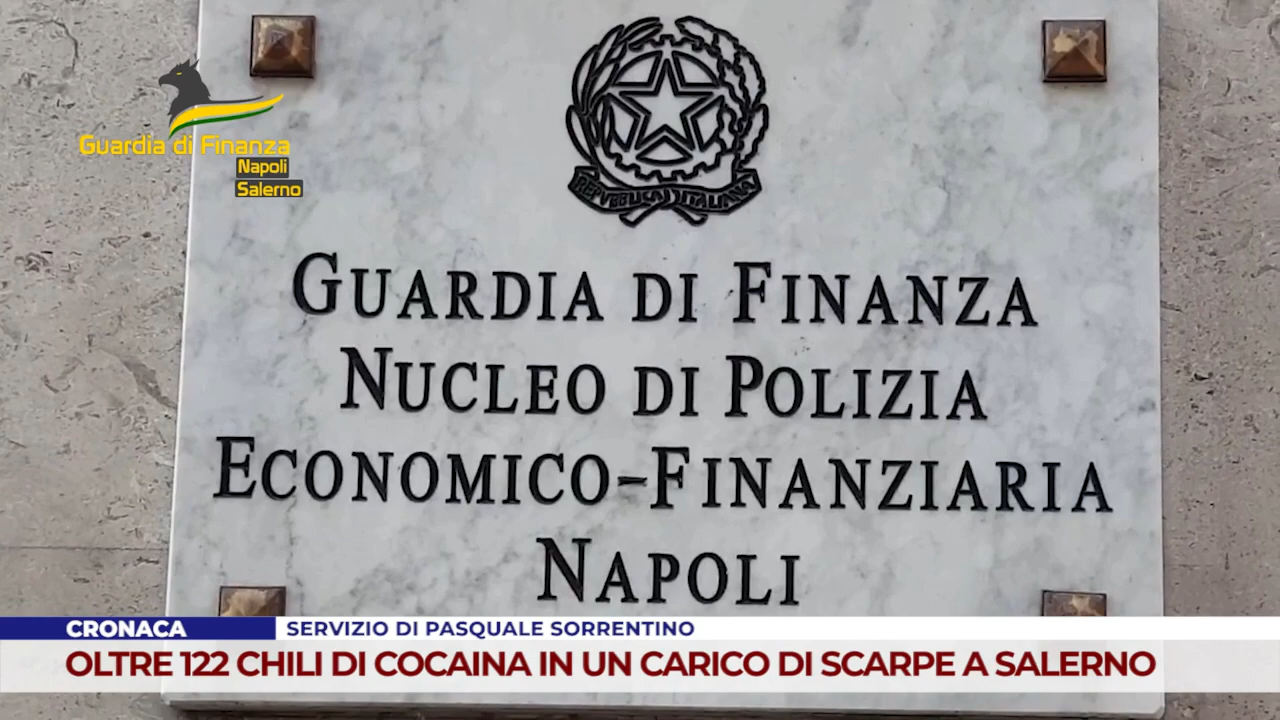 Guardia di Finanza
Napoli
Salerno
REPVBBLICA ITALIANA
GUARDIA DI FINANZA
NUCLEO DI POLIZIA
ECONOMICO-FINANZIARIA
NAPOLI
CRONACA
SERVIZIO DI PASQUALE SORRENTINO
OLTRE 122 CHILI DI COCAINA IN UN CARICO DI SCARPE A SALERNO